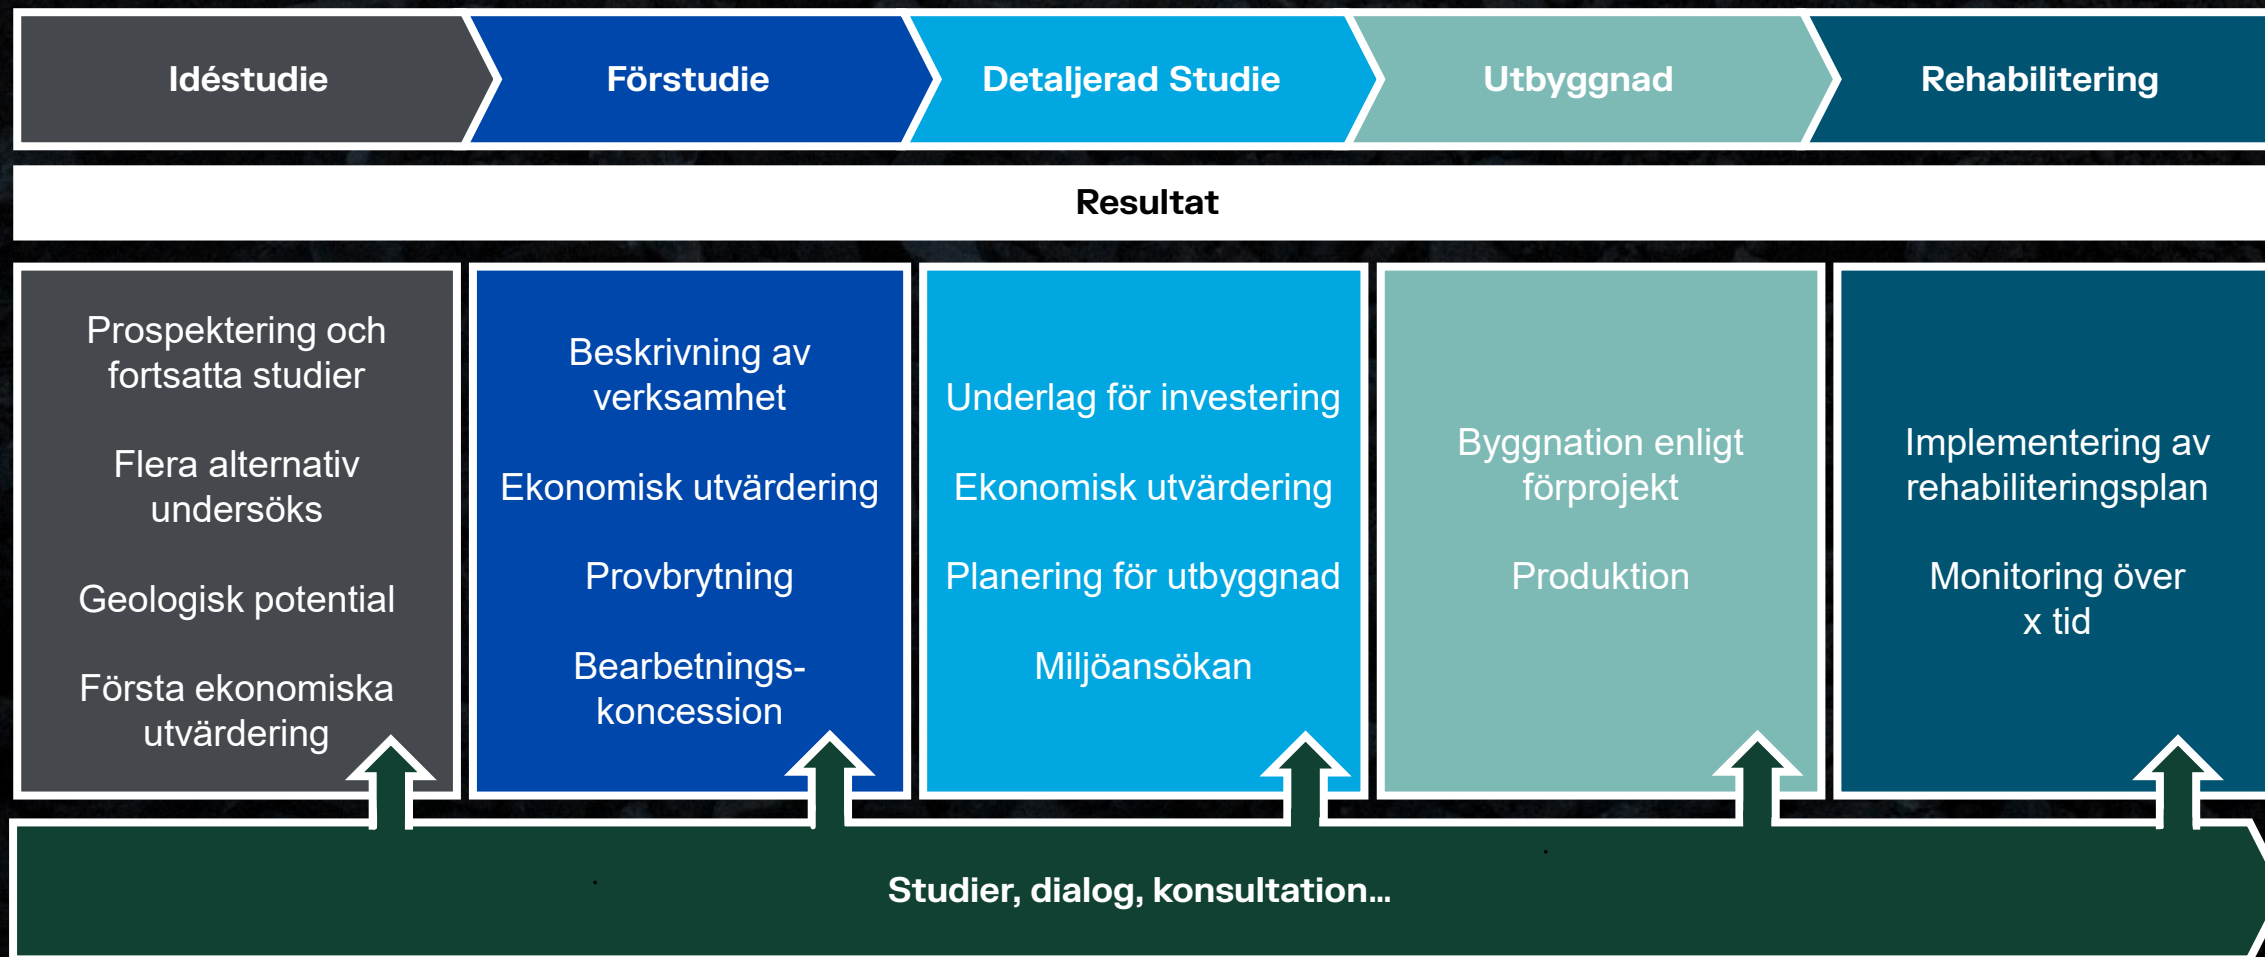 Idéstudie
Förstudie
Detaljerad Studie
Utbyggnad
Rehabilitering
Resultat
Prospektering och
fortsatta studier
Flera alternativ
undersöks
Geologisk potential
Första ekonomiska
utvärdering
Beskrivning av
verksamhet
Ekonomisk utvärdering
Provbrytning
Bearbetnings-
koncession
Underlag för investering
Ekonomisk utvärdering
Planering för utbyggnad
Miljöansökan
Byggnation enligt
förprojekt
Produktion
Implementering av
rehabiliteringsplan
Monitoring över
x tid
Studier, dialog, konsultation...